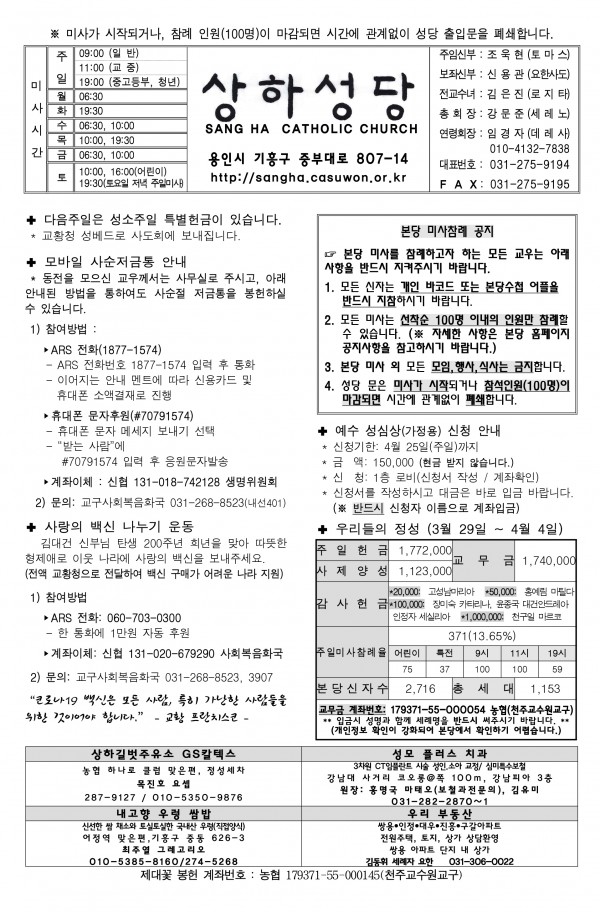 ※ 미사가 시작되거나, 참례 인원(100명)이 마감되면 시간에 관계없이 성당 출입문을 폐쇄합니다.
미사시간
주일 09:00 (일 반)
11:00 (교 중)
19:00 (중고등부, 청년)
월 06:30
화 19:30
수 06:30, 10:00
목 10:00, 19:30
금 06:30, 10:00
토 10:00, 16:00(어린이)
19:30(토요일 저녁 주일미사)
상하성당
SANG HA CATHOLIC CHURCH
용인시 기흥구 중부대로 807-14
http://sangha.casuwon.or.kr
주임신부 : 조 욱 현 (토 마 스)
보좌신부 : 신 용 관 (요한사도)
전교수녀 : 김 은 진 (로 지 타)
총 회 장 : 강 문 준 (세 레 노)
연령회장 : 임 경 자 (데 레 사)
010-4132-7838
대표번호 : 031-275-9194
F A X : 031-275-9195
✚ 다음주일은 성소주일 특별헌금이 있습니다.
* 교황청 성베드로 사도회에 보내집니다.
✚ 모바일 사순저금통 안내
* 동전을 모으신 교우께서는 사무실로 주시고, 아래
안내된 방법을 통하여도 사순절 저금통을 봉헌하실
수 있습니다.
1) 참여방법 :
▸ARS 전화(1877-1574)
- ARS 전화번호 1877-1574 입력 후 통화
- 이어지는 안내 멘트에 따라 신용카드 및
휴대폰 소액결재로 진행
▸휴대폰 문자후원(#70791574)
- 휴대폰 문자 메세지 보내기 선택
- “받는 사람”에
#70791574 입력 후 응원문자발송
▸계좌이체 : 신협 131-018-742128 생명위원회
2) 문의: 교구사회복음화국 031-268-8523(내선401)
✚ 사랑의 백신 나누기 운동
김대건 신부님 탄생 200주년 희년을 맞아 따뜻한
형제애로 이웃 나라에 사랑의 백신을 보내주세요.
(전액 교황청으로 전달하여 백신 구매가 어려운 나라 지원)
1) 참여방법
▸ARS 전화: 060-703-0300
- 한 통화에 1만원 자동 후원
▸계좌이체: 신협 131-020-679290 사회복음화국
2) 문의: 교구사회복음화국 031-268-8523, 3907
“코로나19 백신은 모든 사람, 특히 가난한 사람들을
위한 것이어야 합니다.” - 교황 프란치스코 -
본당 미사참례 공지
☞ 본당 미사를 참례하고자 하는 모든 교우는 아래
사항을 반드시 지켜주시기 바랍니다.
1. 모든 신자는 개인 바코드 또는 본당수첩 어플을
반드시 지참하시기 바랍니다.
2. 모든 미사는 선착순 100명 이내의 인원만 참례할
수 있습니다. (※ 자세한 사항은 본당 홈페이지
공지사항을 참고하시기 바랍니다.)
3. 본당 미사 외 모든 모임,행사,식사는 금지합니다.
4. 성당 문은 미사가 시작되거나 참석인원(100명)이
마감되면 시간에 관계없이 폐쇄합니다.
✚ 예수 성심상(가정용) 신청 안내
* 신청기한: 4월 25일(주일)까지
* 금 액: 150,000 (현금 받지 않습니다.)
* 신 청: 1층 로비(신청서 작성 / 계좌확인)
* 신청서를 작성하시고 대금은 바로 입금 바랍니다.
(※ 반드시 신청자 이름으로 계좌입금)
✚ 우리들의 정성 (3월 29일 ~ 4월 4일)
주 일 헌 금 1,772,000 교 무 금 1,740,000
사 제 양 성 1,123,000
감 사 헌 금 *20,000: 고성남마리아 *50,000: 홍예림 마틸다
*100,000: 장미숙 카타리나, 윤종국 대건안드레아
인정자 세실리아 *1,000,000: 천구일 마르코
주일미사참례율 371(13.65%)
어린이 특전 9시 11시 19시
75 37 100 100 59
본 당 신 자 수 2,716 총 세 대 1,153
교무금 계좌번호: 179371-55-000054 농협(천주교수원교구)
** 입금시 성명과 함께 세례명을 반드시 써주시기 바랍니다. **
(개인정보 확인이 강화되어 본당에서 확인하기 어렵습니다.)
상하길벗주유소 GS칼텍스
농협 하나로 클럽 맞은편, 정성세차
목진호 요셉
287-9127 / 010-5350-9876
성모 플러스 치과
3차원 CT임플란트 시술 성인,소아 교정/ 심미특수보철
강남대 사거리 코오롱@쪽 100m, 강남피아 3층
원장: 홍명국 마태오(보철과전문의), 김유미
031-282-2870~1
내고향 우렁 쌈밥
신선한 쌈 채소와 토실토실한 국내산 우렁(직접양식)
어정역 맞은편,기흥구 중동 626-3
최주열 그레고리오
010-5385-8160/274-5268
우리 부동산
쌍용•인정•대우•진흥•구갈아파트
전원주택, 토지, 상가 상담환영
쌍용 아파트 단지 내 상가
김동휘 세례자 요한 031-306-0022
제대꽃 봉헌 계좌번호 : 농협 179371-55-000145(천주교수원교구)